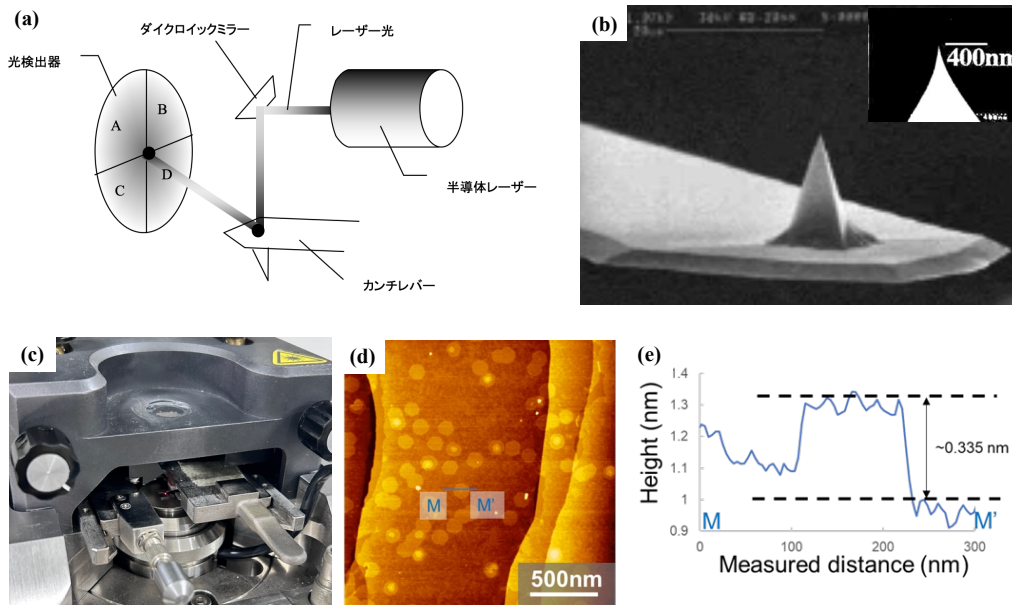 (a)
ダイクロイックミラー
レーザー光
光検出器
A
B
C
D
半導体レーザー
カンチレバー
(b)
400nm
(c)
(d)
M
M'
500nm
(e)
Height (nm)
1.4
1.3
1.2
1.1
1
0.9
~0.335 nm
M
M'
0
100
200
300
Measured distance (nm)